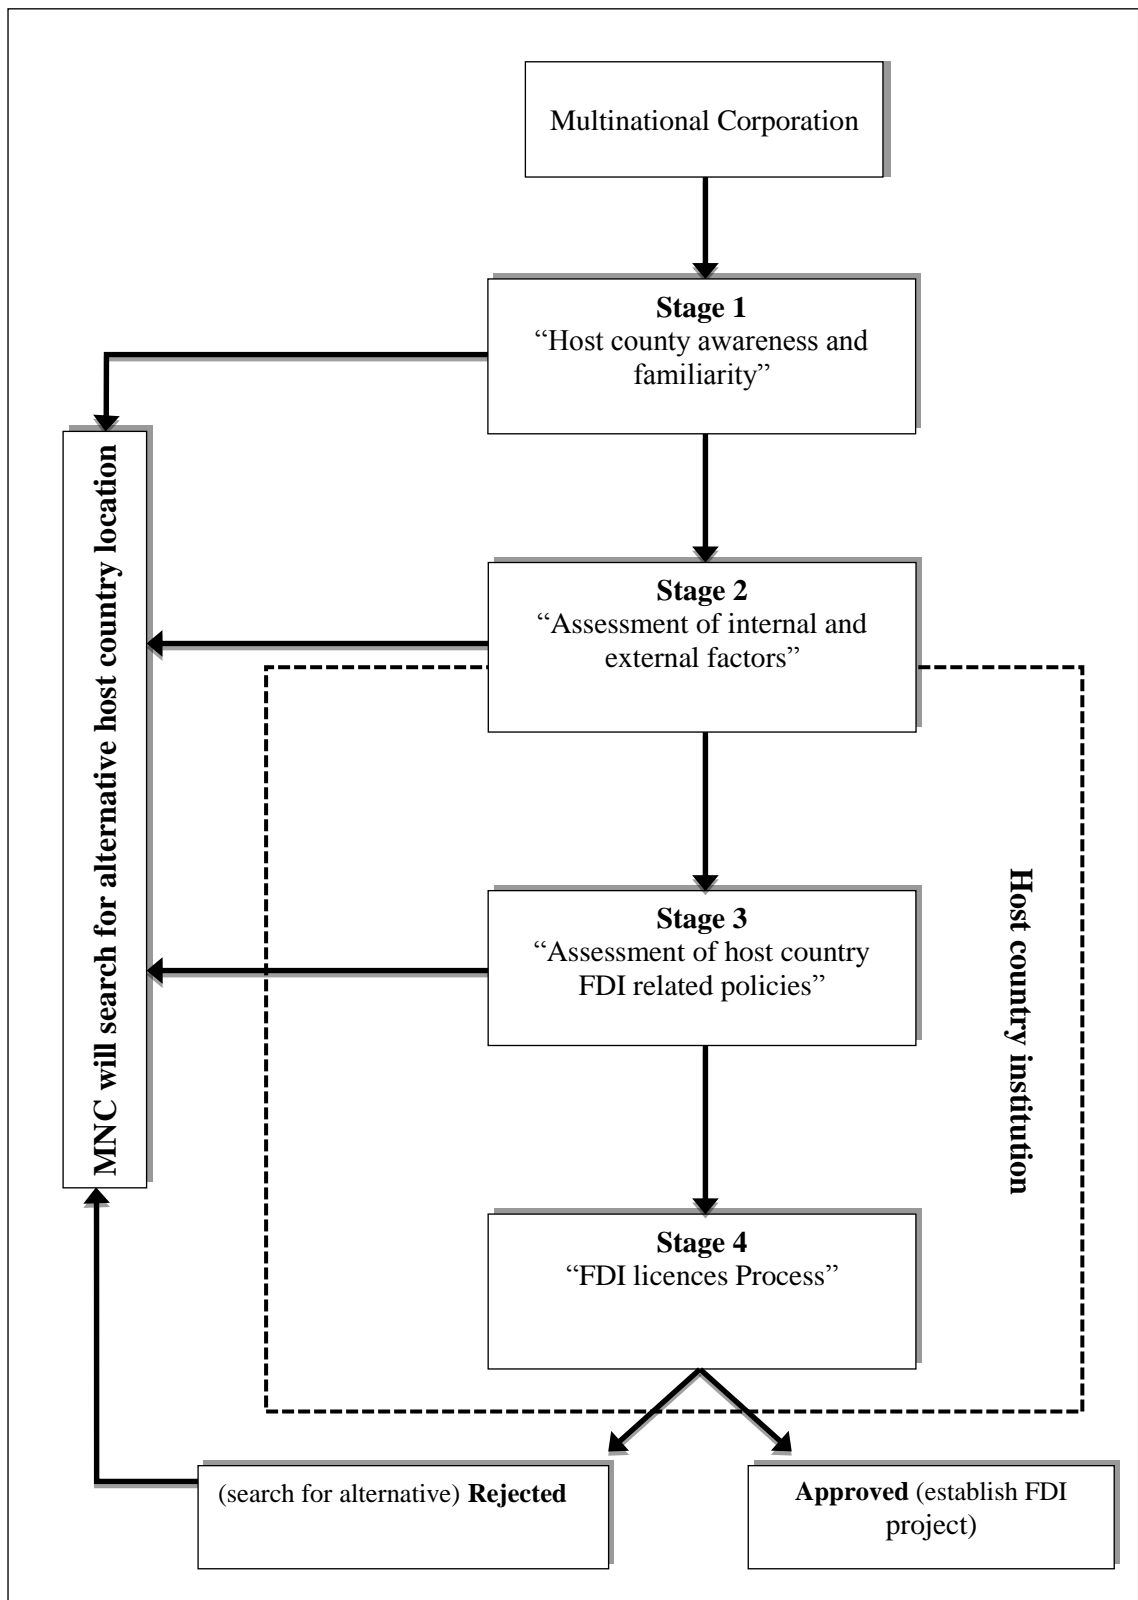 Multinational Corporation
Stage 1
“Host county awareness and
familiarity”
MNC will search for alternative host country location
Stage 2
“Assessment of internal and
external factors”
Stage 3
“Assessment of host country
FDI related policies”
Host country institution
Stage 4
“FDI licences Process”
(search for alternative) Rejected
Approved (establish FDI
project)